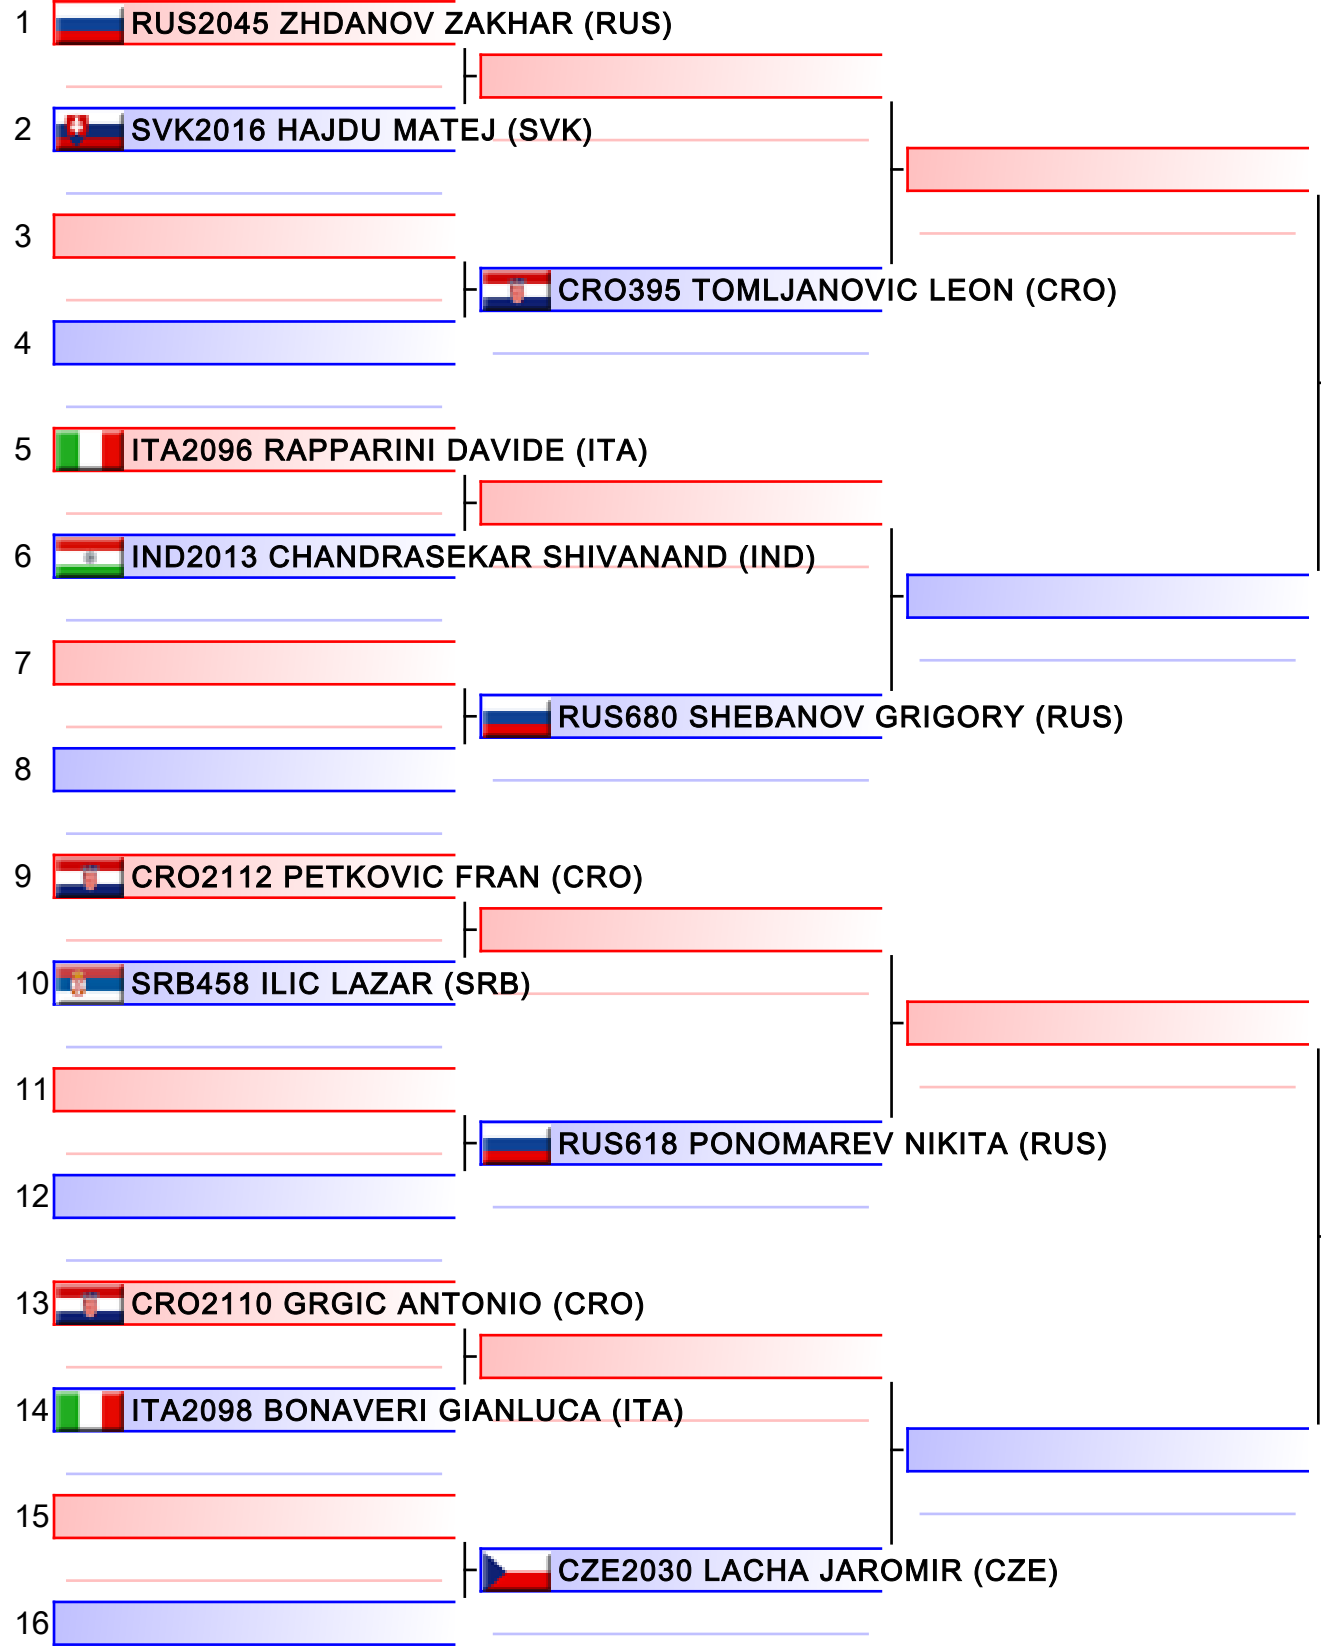 1 RUS2045 ZHDANOV ZAKHAR (RUS)
2 SVK2016 HAJDU MATEJ (SVK)
3
CRO395 TOMLJANOVIC LEON (CRO)
4
5 ITA2096 RAPPARINI DAVIDE (ITA)
6 IND2013 CHANDRASEKAR SHIVANAND (IND)
7
RUS680 SHEBANOV GRIGORY (RUS)
8
9 CRO2112 PETKOVIC FRAN (CRO)
10 SRB458 ILIC LAZAR (SRB)
11
RUS618 PONOMAREV NIKITA (RUS)
12
13 CRO2110 GRGIC ANTONIO (CRO)
14 ITA2098 BONAVERI GIANLUCA (ITA)
15
CZE2030 LACHA JAROMIR (CZE)
16